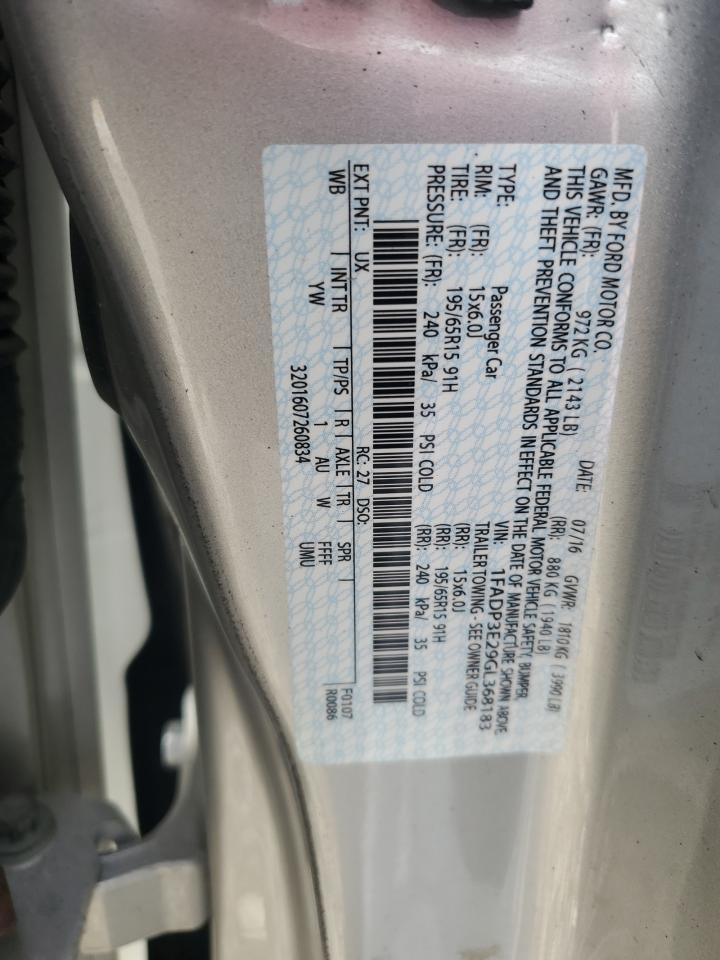 MFD. BY FORD MOTOR CO.
DATE: 07/16 GVWR: 1810KG ( 3990LB)
GAWR: (FR): 972 KG ( 2143 LB) (RR): 880 KG (1940 LB)
THIS VEHICLE CONFORMS TO ALL APPLICABLE FEDERAL MOTOR VEHICLE SAFETY, BUMPER,
AND THEFT PREVENTION STANDARDS IN EFFECT ON THE DATE OF MANUFACTURE SHOWN ABOVE.
VIN: 1FADP3E29GL368183
TYPE: Passenger Car TRAILER TOWING - SEE OWNER GUIDE
RIM: (FR): 15x6.0J (RR): 15x6.0J
TIRE: (FR): 195/65R15 91H (RR): 195/65R15 91H
PRESSURE: (FR): 240 kPa/ 35 PSI COLD (RR): 240 kPa/ 35 PSI COLD
EXT PNT: UX RC: 27 DSO: F0107
WB | INT TR | TP/PS | R | AXLE | TR | SPR R0086
YW 1 AU W FFFF UMU
3201607260834